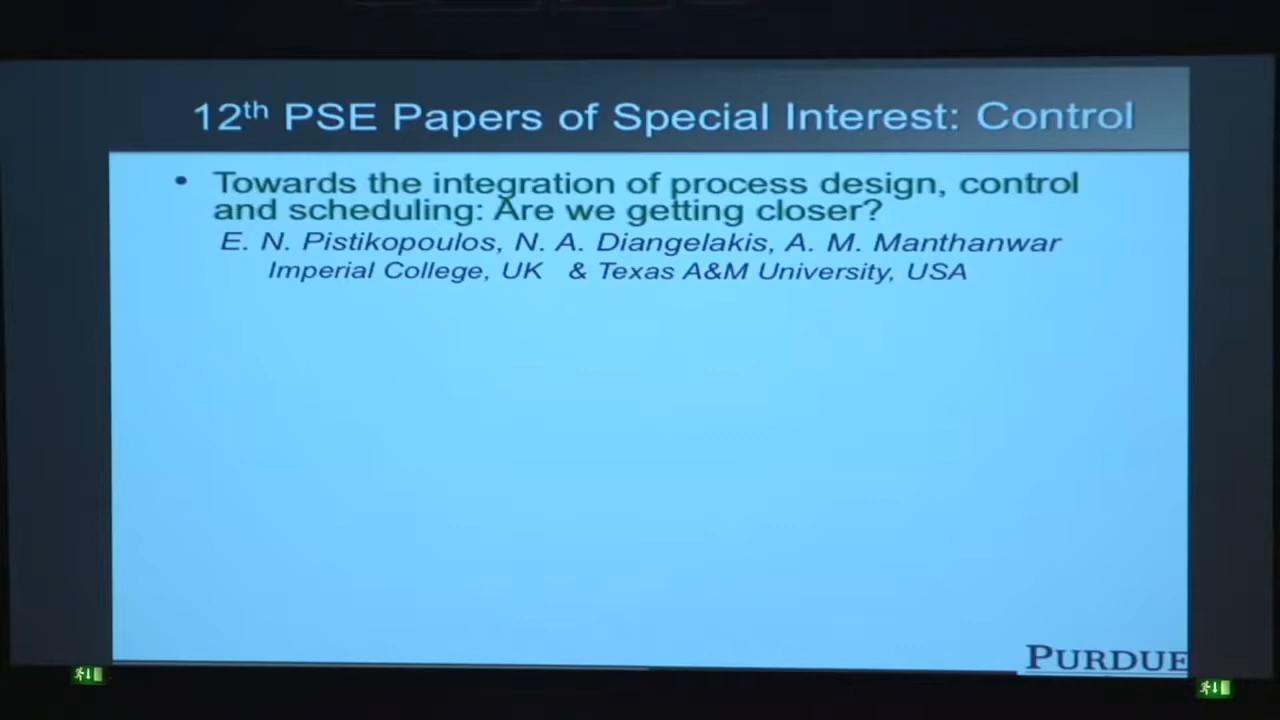 12th PSE Papers of Special Interest: Control
• Towards the integration of process design, control
and scheduling: Are we getting closer?
E. N. Pistikopoulos, N. A. Diangelakis, A. M. Manthanwar
Imperial College, UK & Texas A&M University, USA
PURDUE